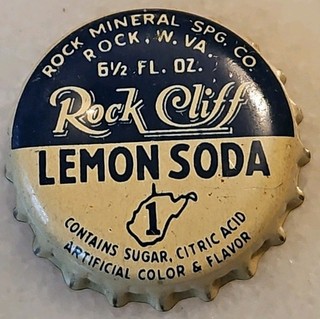 ROCK MINERAL SPG. CO.
ROCK, W. VA.
6½ FL. OZ.
Rock Cliff
LEMON SODA
1
CONTAINS SUGAR, CITRIC ACID
ARTIFICIAL COLOR & FLAVOR